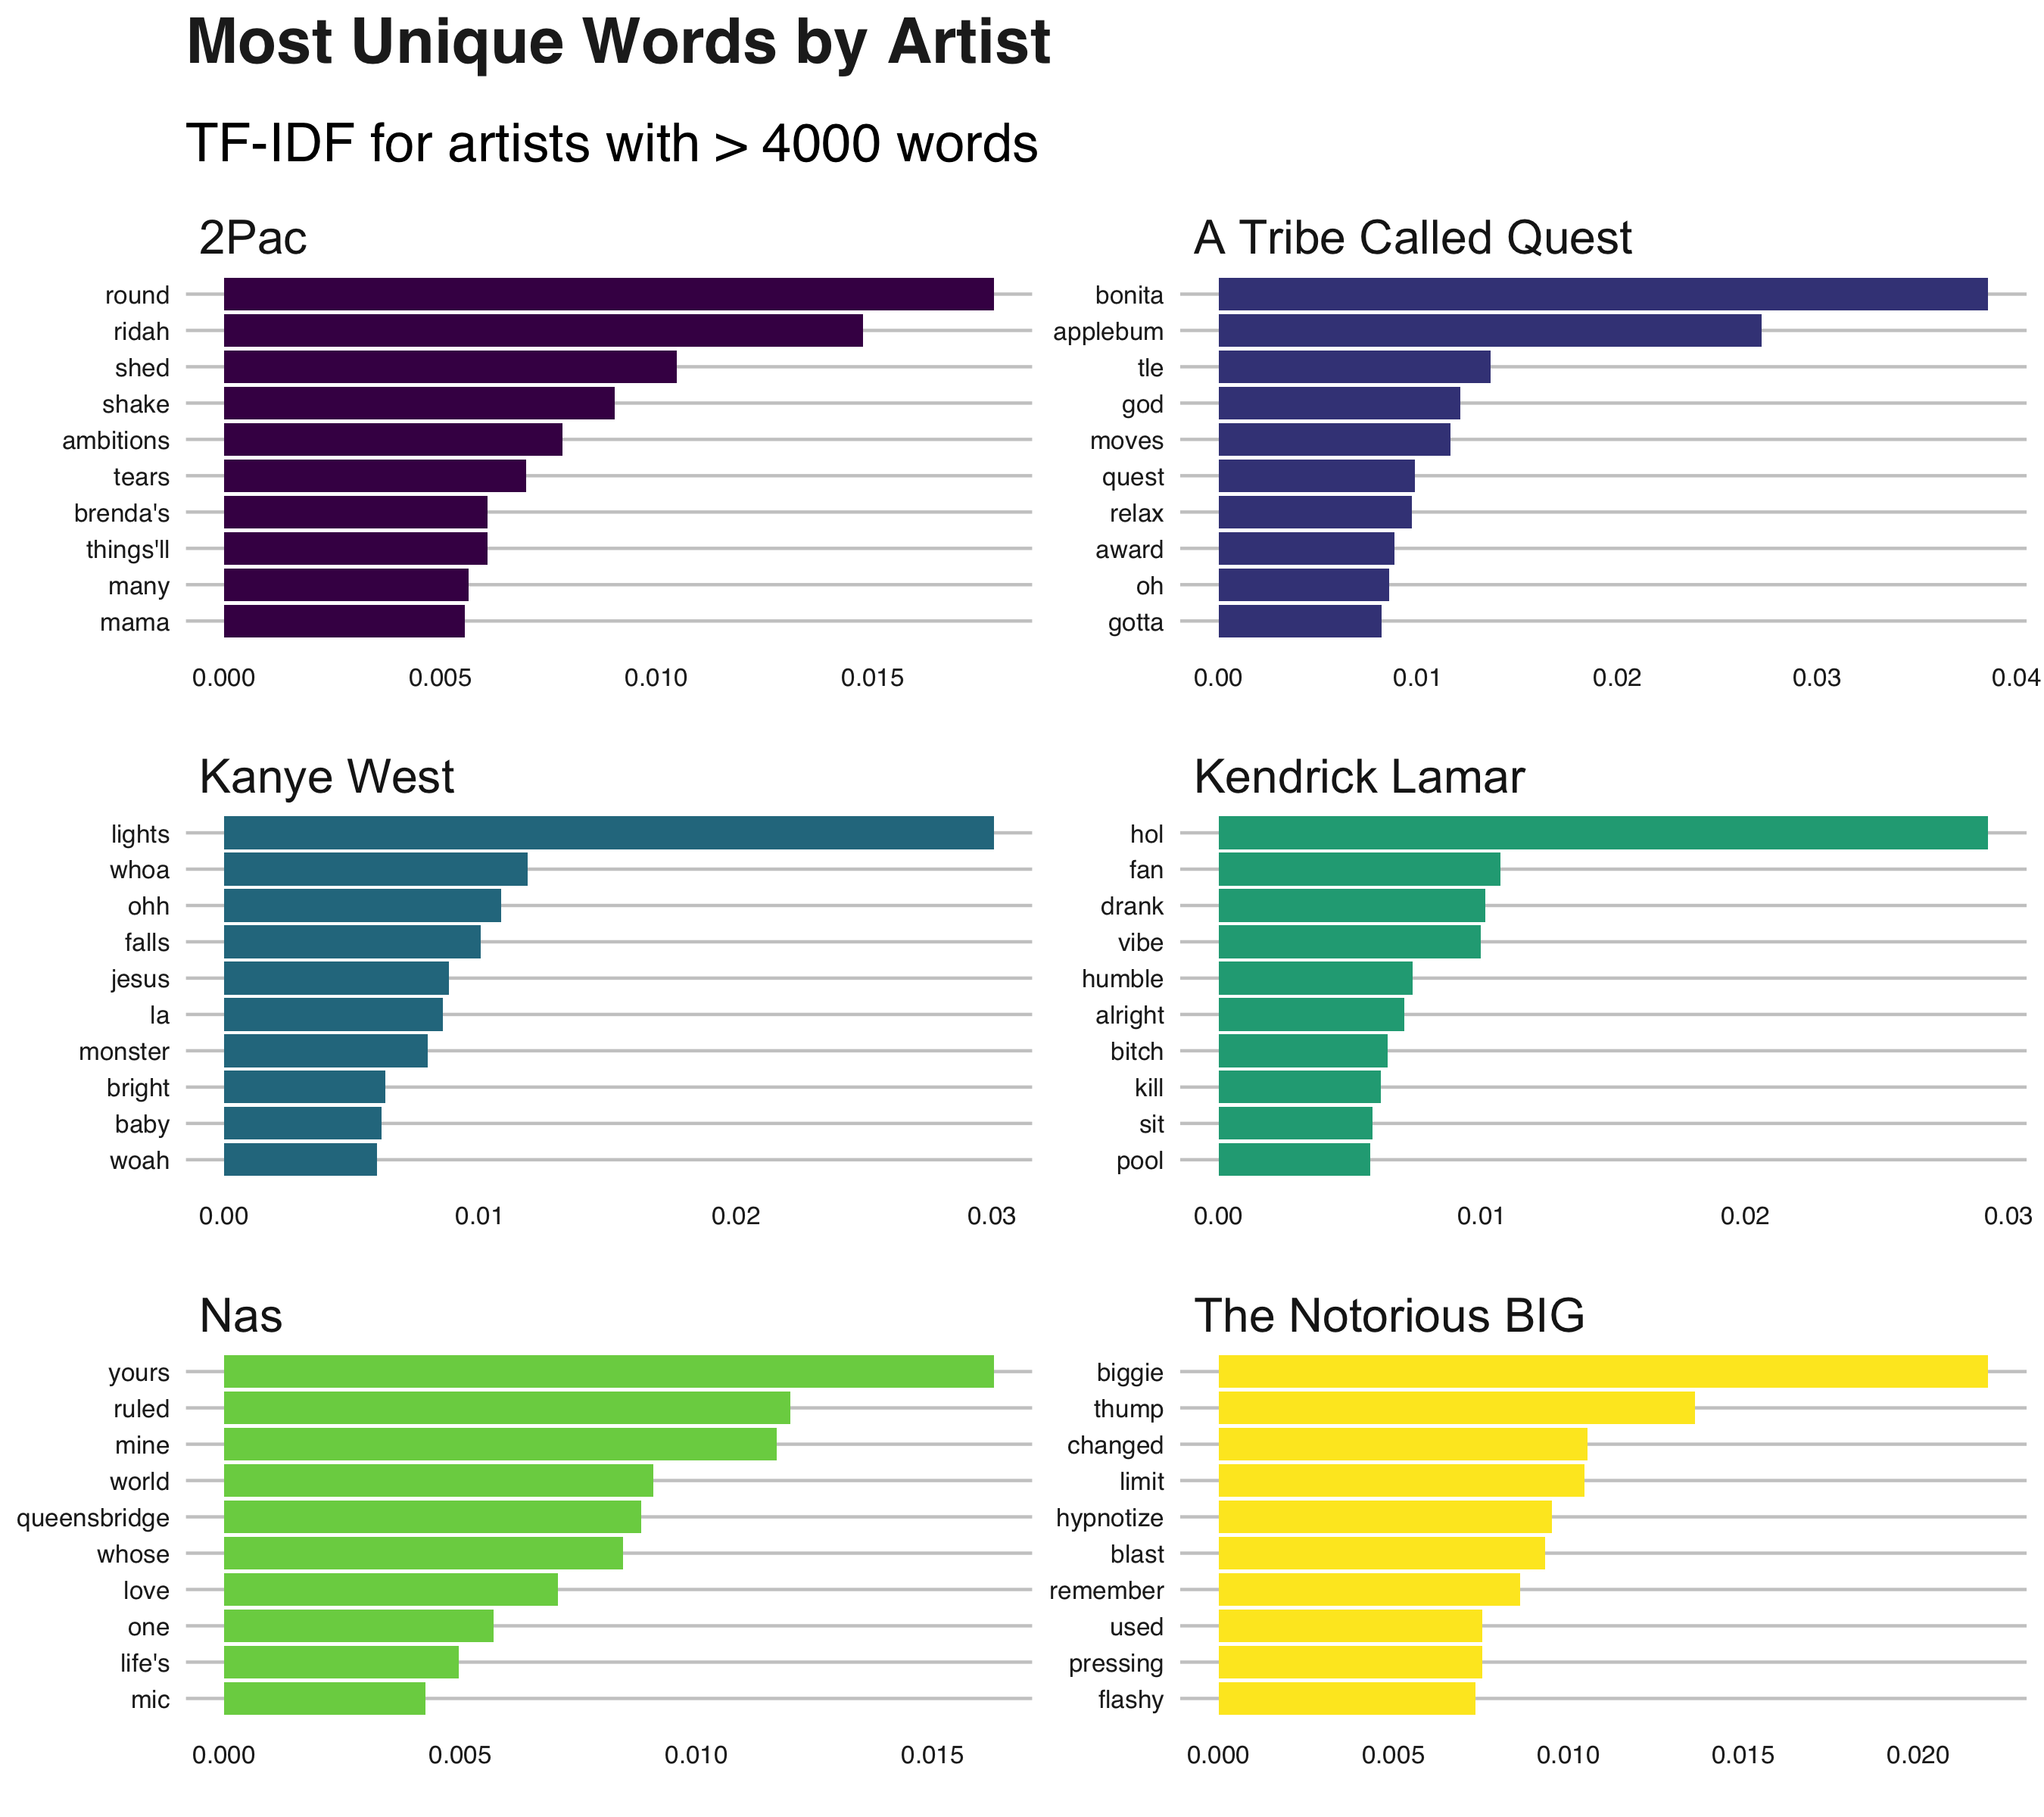 Most Unique Words by Artist
TF-IDF for artists with > 4000 words
2Pac
round
ridah
shed
shake
ambitions
tears
brenda's
things'll
many
mama
0.000 0.005 0.010 0.015
A Tribe Called Quest
bonita
applebum
tle
god
moves
quest
relax
award
oh
gotta
0.00 0.01 0.02 0.03 0.04
Kanye West
lights
whoa
ohh
falls
jesus
la
monster
bright
baby
woah
0.00 0.01 0.02 0.03
Kendrick Lamar
hol
fan
drank
vibe
humble
alright
bitch
kill
sit
pool
0.00 0.01 0.02 0.03
Nas
yours
ruled
mine
world
queensbridge
whose
love
one
life's
mic
0.000 0.005 0.010 0.015
The Notorious BIG
biggie
thump
changed
limit
hypnotize
blast
remember
used
pressing
flashy
0.000 0.005 0.010 0.015 0.020